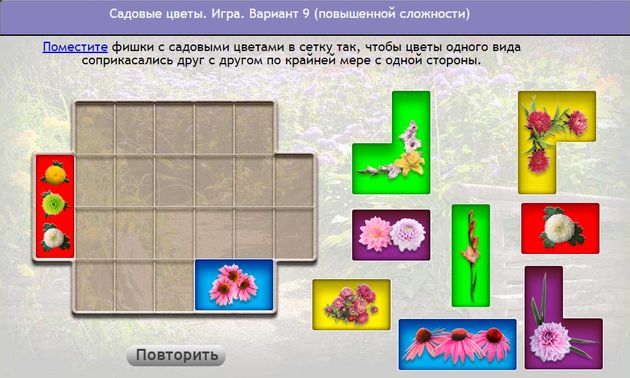 Садовые цветы. Игра. Вариант 9 (повышенной сложности)
Поместите фишки с садовыми цветами в сетку так, чтобы цветы одного вида
соприкасались друг с другом по крайней мере с одной стороны.
Повторить